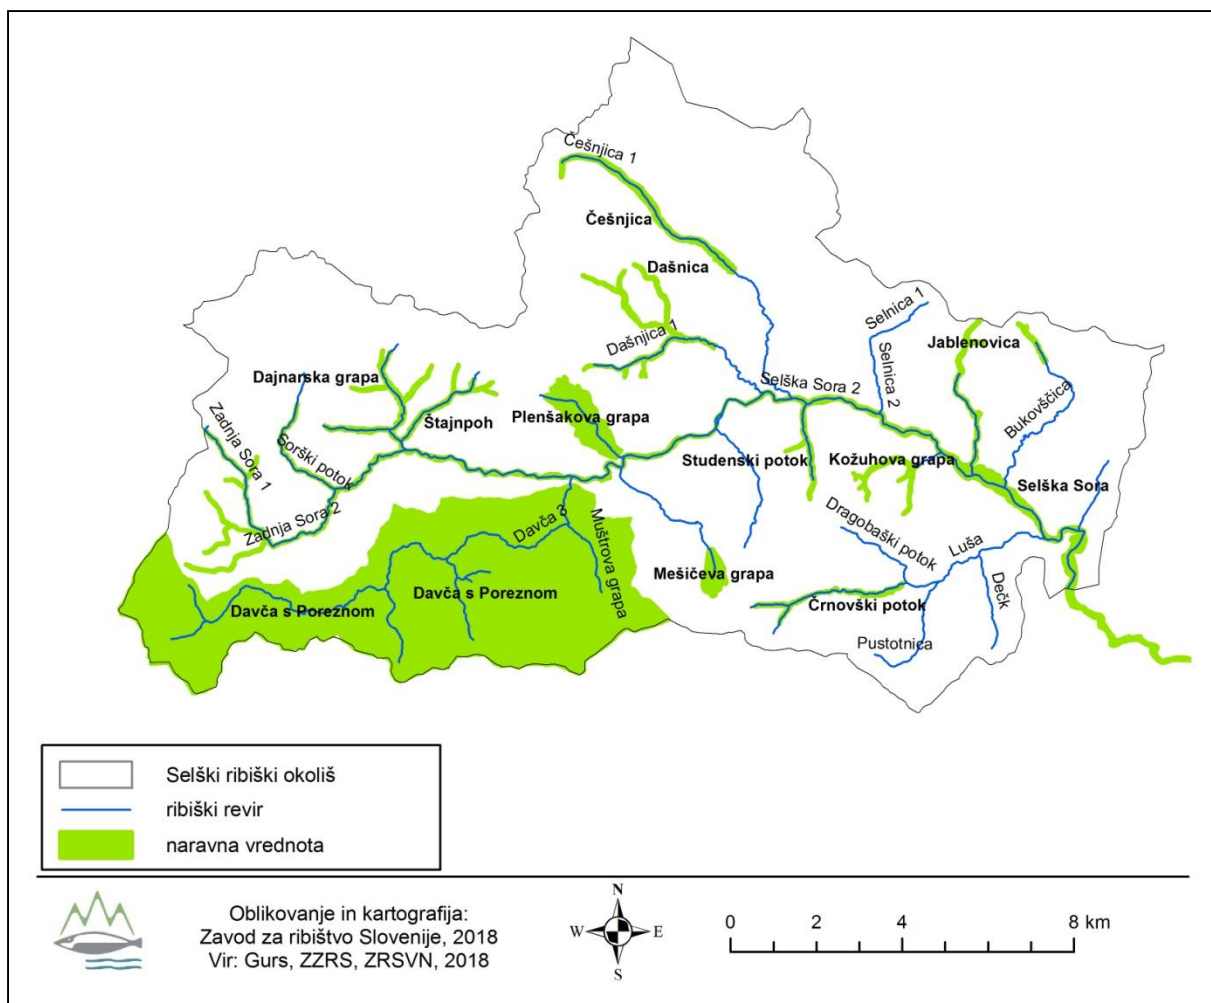 Češnjica 1
Češnjica
Dašnica
Dašnjica 1
Selnica 1
Selnica 2
Jablenovica
Dajnarska grapa
Selška Sora 2
Bukovščica
Štajnpoh
Plenšakova grapa
Zadnja Sora 1
Sorški potok
Studenski potok
Kožuhova grapa
Selška Sora
Zadnja Sora 2
Davča 3
Muštrova grapa
Dragobaški potok
Luša
Mešičeva grapa
Dečk
Davča s Poreznom
Davča s Poreznom
Črnovški potok
Pustotnica
Selški ribiški okoliš
ribiški revir
naravna vrednota
Oblikovanje in kartografija:
Zavod za ribištvo Slovenije, 2018
Vir: Gurs, ZZRS, ZRSVN, 2018
N
W E
S
0 2 4 8 km